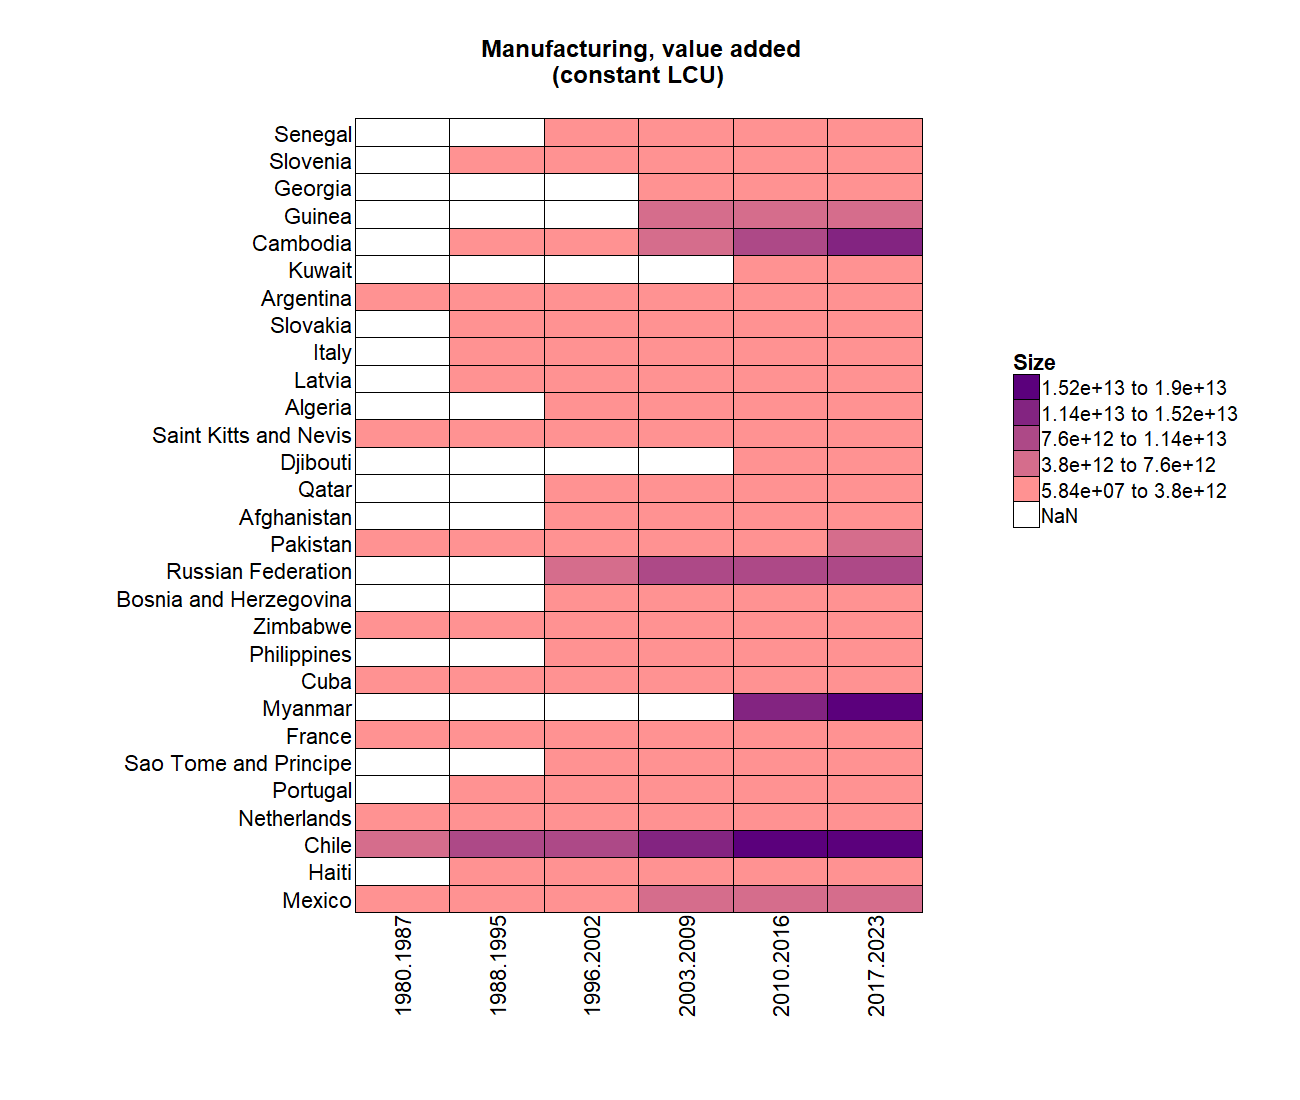 Manufacturing, value added
(constant LCU)
Senegal
Slovenia
Georgia
Guinea
Cambodia
Kuwait
Argentina
Slovakia
Italy
Latvia
Algeria
Saint Kitts and Nevis
Djibouti
Qatar
Afghanistan
Pakistan
Russian Federation
Bosnia and Herzegovina
Zimbabwe
Philippines
Cuba
Myanmar
France
Sao Tome and Principe
Portugal
Netherlands
Chile
Haiti
Mexico
1980.1987
1988.1995
1996.2002
2003.2009
2010.2016
2017.2023
Size
1.52e+13 to 1.9e+13
1.14e+13 to 1.52e+13
7.6e+12 to 1.14e+13
3.8e+12 to 7.6e+12
5.84e+07 to 3.8e+12
NaN